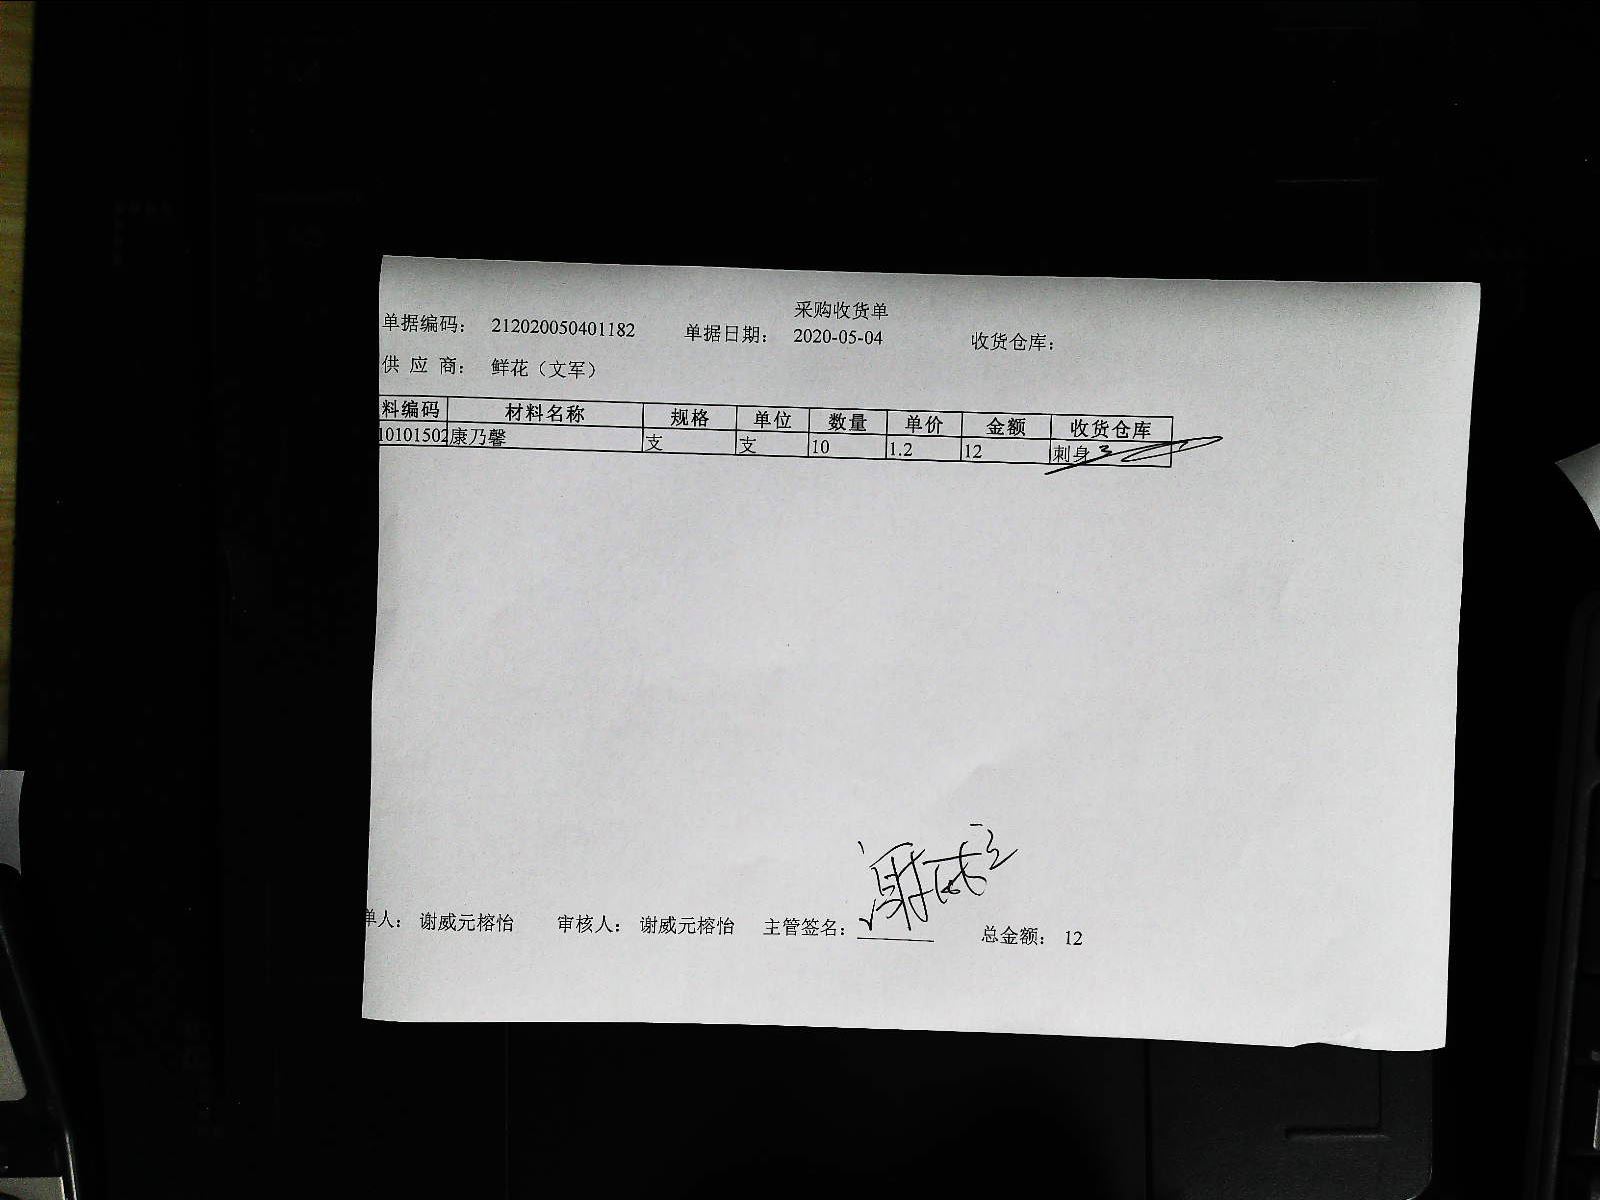 采购收货单
单据编码： 212020050401182 单据日期： 2020-05-04 收货仓库：
供 应 商： 鲜花（文军）
料编码 材料名称 规格 单位 数量 单价 金额 收货仓库
10101502 康乃馨 支 支 10 1.2 12 刺身
单人： 谢威元榕怡 审核人： 谢威元榕怡 主管签名： 总金额： 12